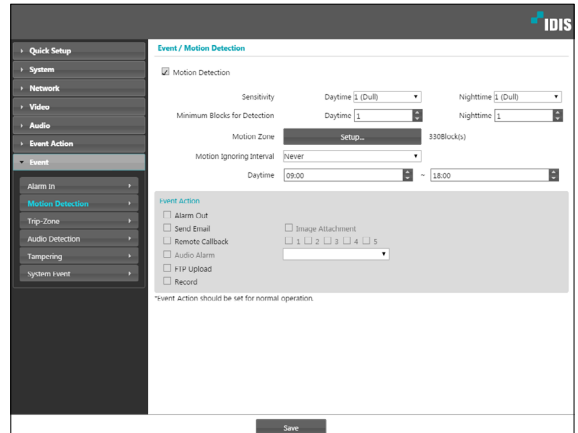 IDIS
Quick Setup
System
Network
Video
Audio
Event Action
Event
Alarm In
Motion Detection
Trip-Zone
Audio Detection
Tampering
System Event
Event / Motion Detection
Motion Detection
Sensitivity Daytime 1 (Dull) Nighttime 1 (Dull)
Minimum Blocks for Detection Daytime 1 Nighttime 1
Motion Zone Setup... 330Block(s)
Motion Ignoring Interval Never
Daytime 09:00 ~ 18:00
Event Action
Alarm Out
Send Email Image Attachment
Remote Callback 1 2 3 4 5
Audio Alarm
FTP Upload
Record
*Event Action should be set for normal operation.
Save